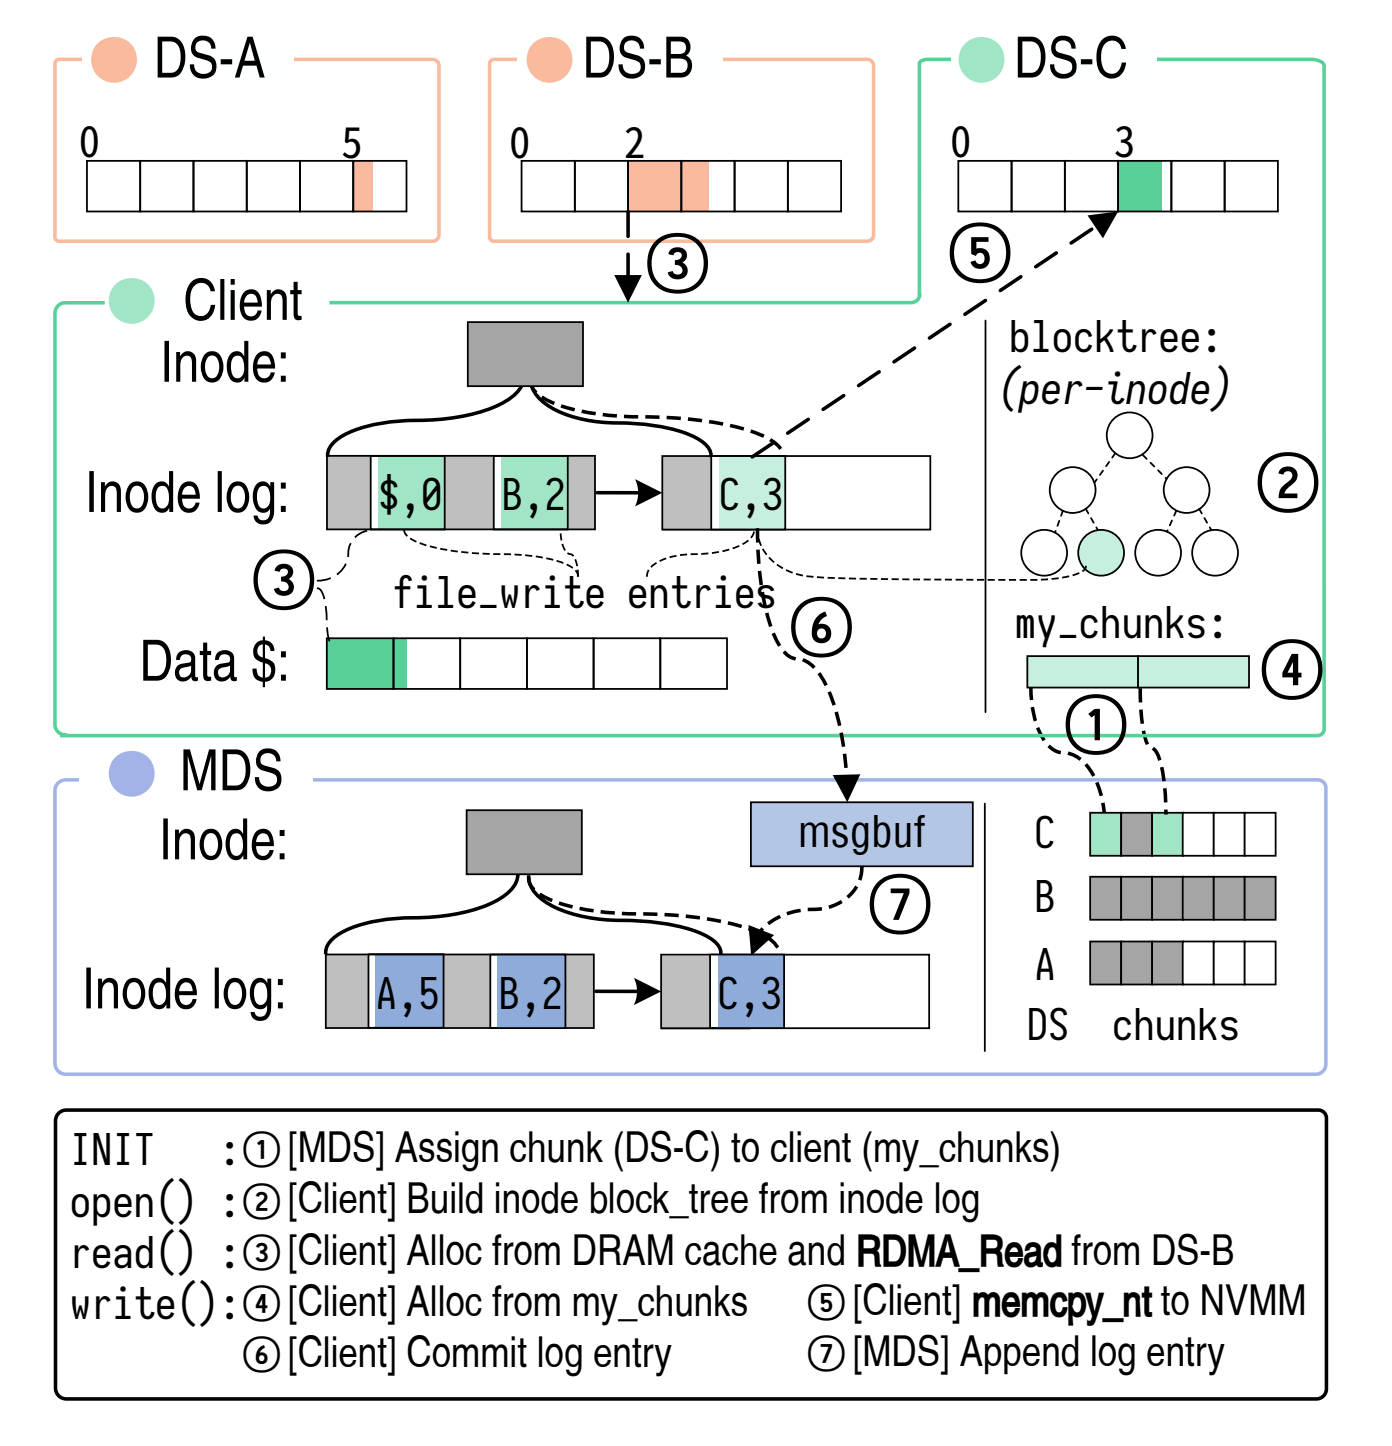 DS-A
DS-B
DS-C
0 5
0 2
0 3
③
⑤
Client
Inode:
blocktree:
(per-inode)
Inode log:
$,0
B,2
C,3
②
③
file_write entries
⑥
my_chunks:
Data $:
④
①
MDS
Inode:
msgbuf
C
⑦
B
Inode log:
A,5
B,2
C,3
A
DS chunks
INIT :① [MDS] Assign chunk (DS-C) to client (my_chunks)
open() :② [Client] Build inode block_tree from inode log
read() :③ [Client] Alloc from DRAM cache and RDMA_Read from DS-B
write():④ [Client] Alloc from my_chunks ⑤ [Client] memcpy_nt to NVMM
⑥ [Client] Commit log entry ⑦ [MDS] Append log entry